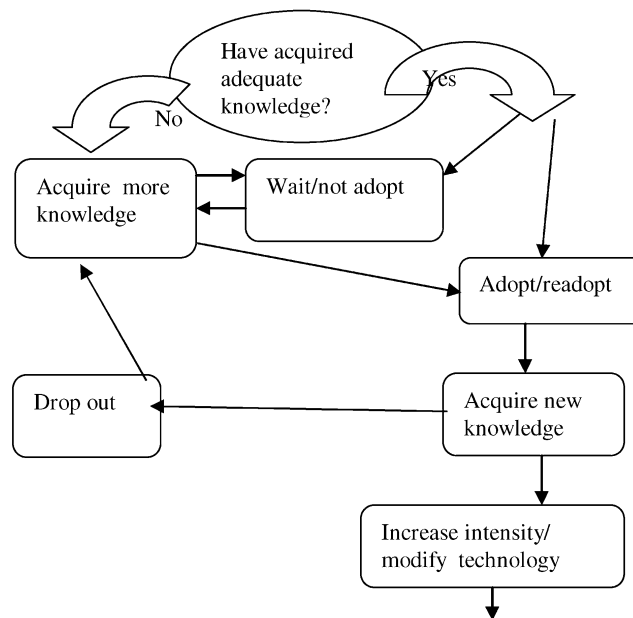 Have acquired
adequate
knowledge?
Yes
No
Acquire more
knowledge
Wait/not adopt
Adopt/readopt
Drop out
Acquire new
knowledge
Increase intensity/
modify technology